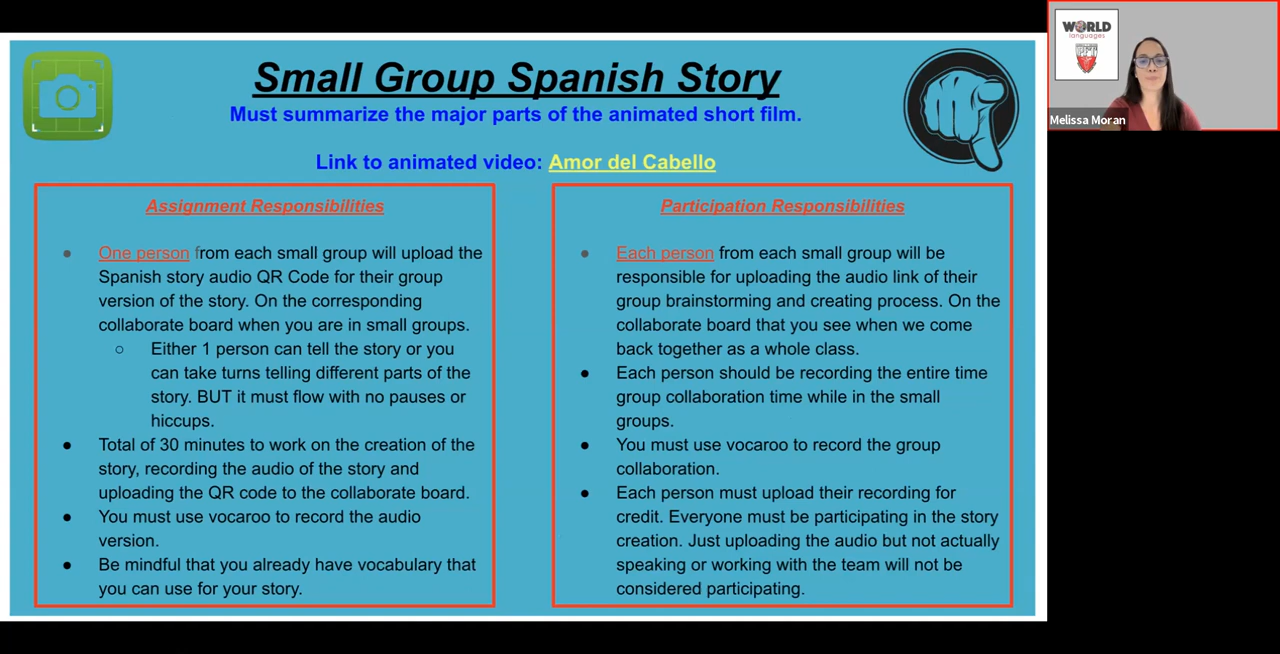 Small Group Spanish Story
Must summarize the major parts of the animated short film.
Link to animated video: Amor del Cabello
Assignment Responsibilities
One person from each small group will upload the
Spanish story audio QR Code for their group
version of the story. On the corresponding
collaborate board when you are in small groups.
Either 1 person can tell the story or you
can take turns telling different parts of the
story. BUT it must flow with no pauses or
hiccups.
Total of 30 minutes to work on the creation of the
story, recording the audio of the story and
uploading the QR code to the collaborate board.
You must use vocaroo to record the audio
version.
Be mindful that you already have vocabulary that
you can use for your story.
Participation Responsibilities
Each person from each small group will be
responsible for uploading the audio link of their
group brainstorming and creating process. On the
collaborate board that you see when we come
back together as a whole class.
Each person should be recording the entire time
group collaboration time while in the small
groups.
You must use vocaroo to record the group
collaboration.
Each person must upload their recording for
credit. Everyone must be participating in the story
creation. Just uploading the audio but not actually
speaking or working with the team will not be
considered participating.
WORLD
languages
Melissa Moran